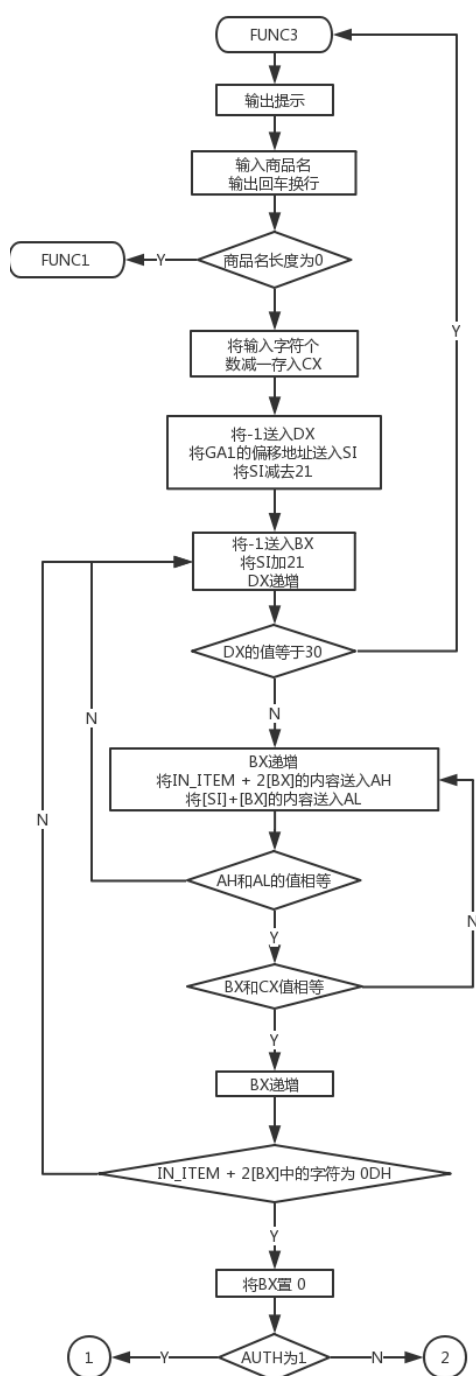 FUNC3
输出提示
输入商品名
输出回车换行
商品名长度为0
Y
FUNC1
Y
将输入字符个
数减一存入CX
将-1送入DX
将GA1的偏移地址送入SI
将SI减去21
将-1送入BX
将SI加21
DX递增
DX的值等于30
N
N
BX递增
将IN_ITEM + 2[BX]的内容送入AH
将[SI]+[BX]的内容送入AL
N
AH和AL的值相等
N
Y
BX和CX值相等
Y
BX递增
IN_ITEM + 2[BX]中的字符为 0DH
Y
将BX置 0
1
Y
AUTH为1
N
2